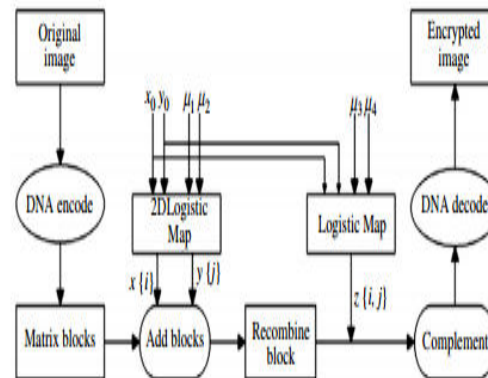 Original
image
Encrypted
image
x₀ y₀
μ₁ μ₂
μ₃ μ₄
DNA encode
2DLogistic
Map
Logistic Map
DNA decode
x {i}
y {j}
z {i, j}
Matrix blocks
Add blocks
Recombine
block
Complement